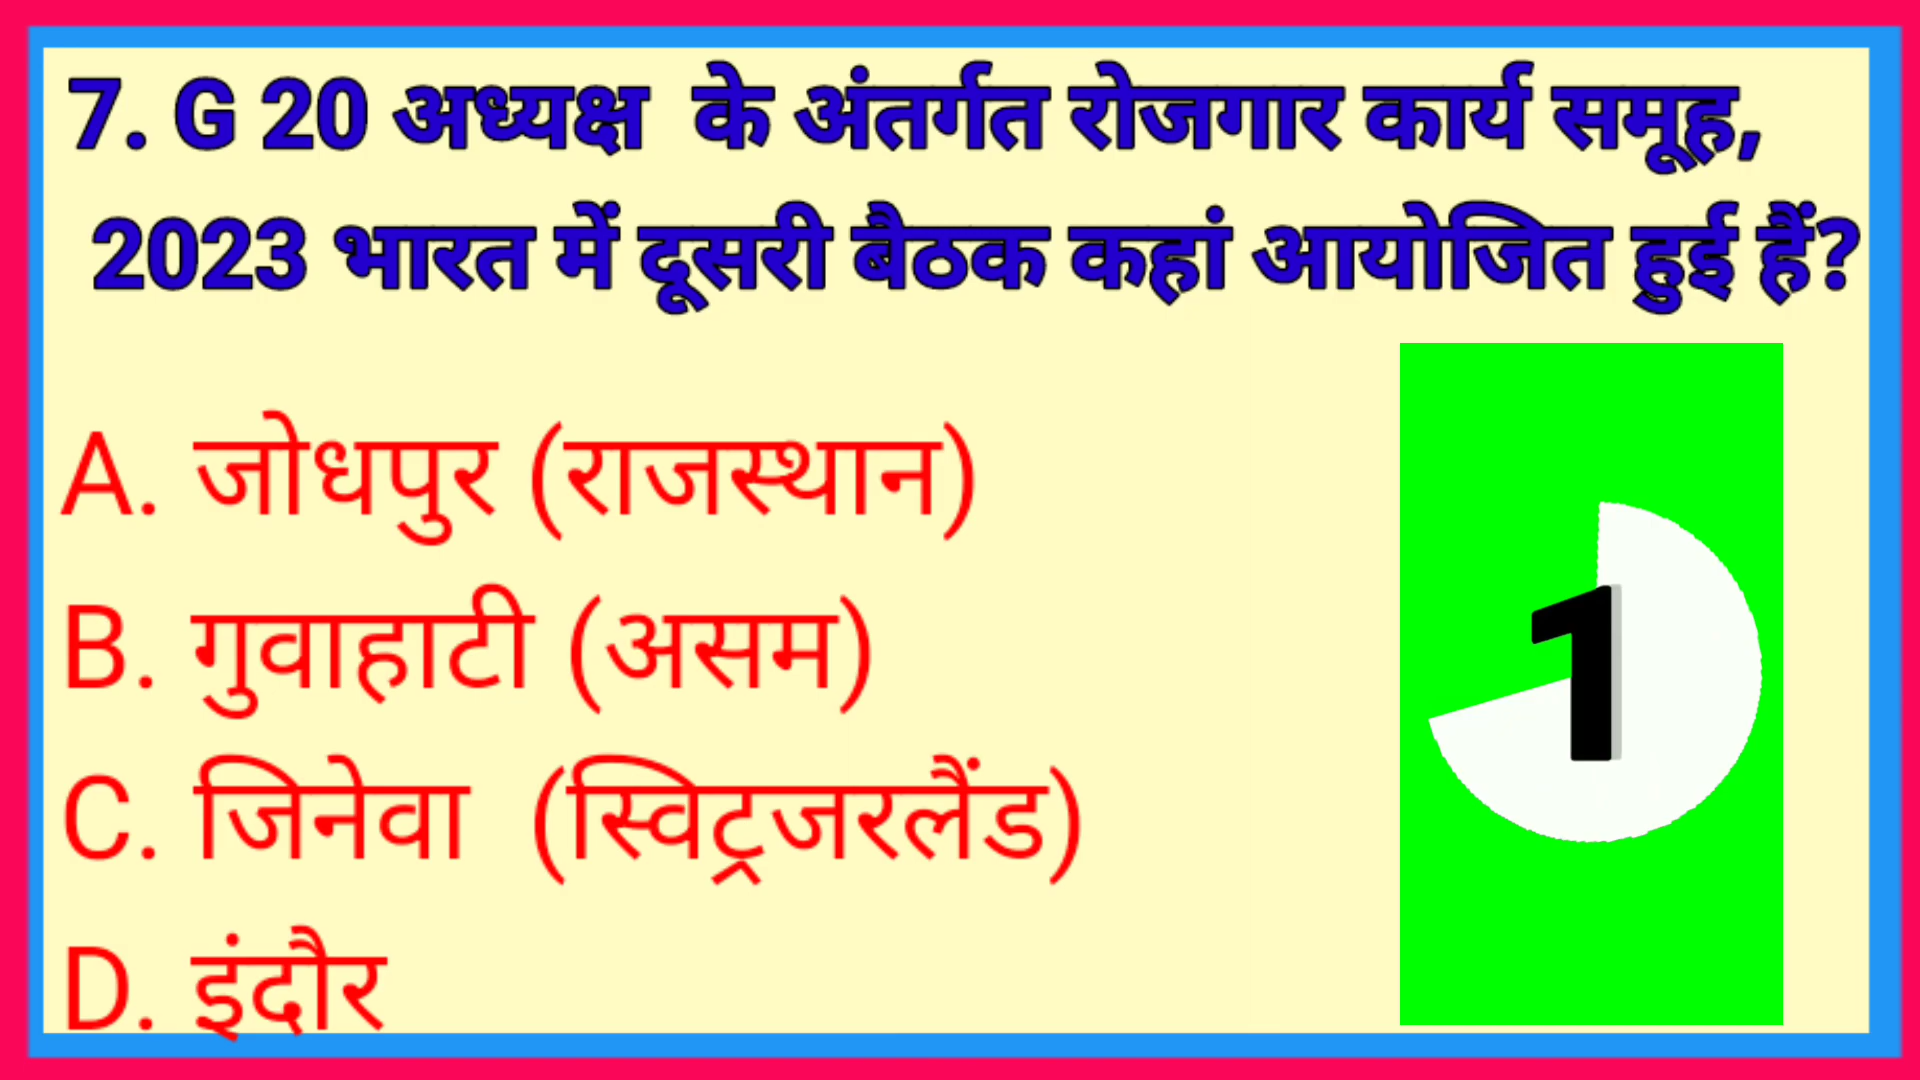 7. G 20 अध्यक्ष के अंतर्गत रोजगार कार्य समूह,
2023 भारत में दूसरी बैठक कहां आयोजित हुई हैं?
A. जोधपुर (राजस्थान)
B. गुवाहाटी (असम)
C. जिनेवा (स्विट्रजरलैंड)
D. इंदौर
1